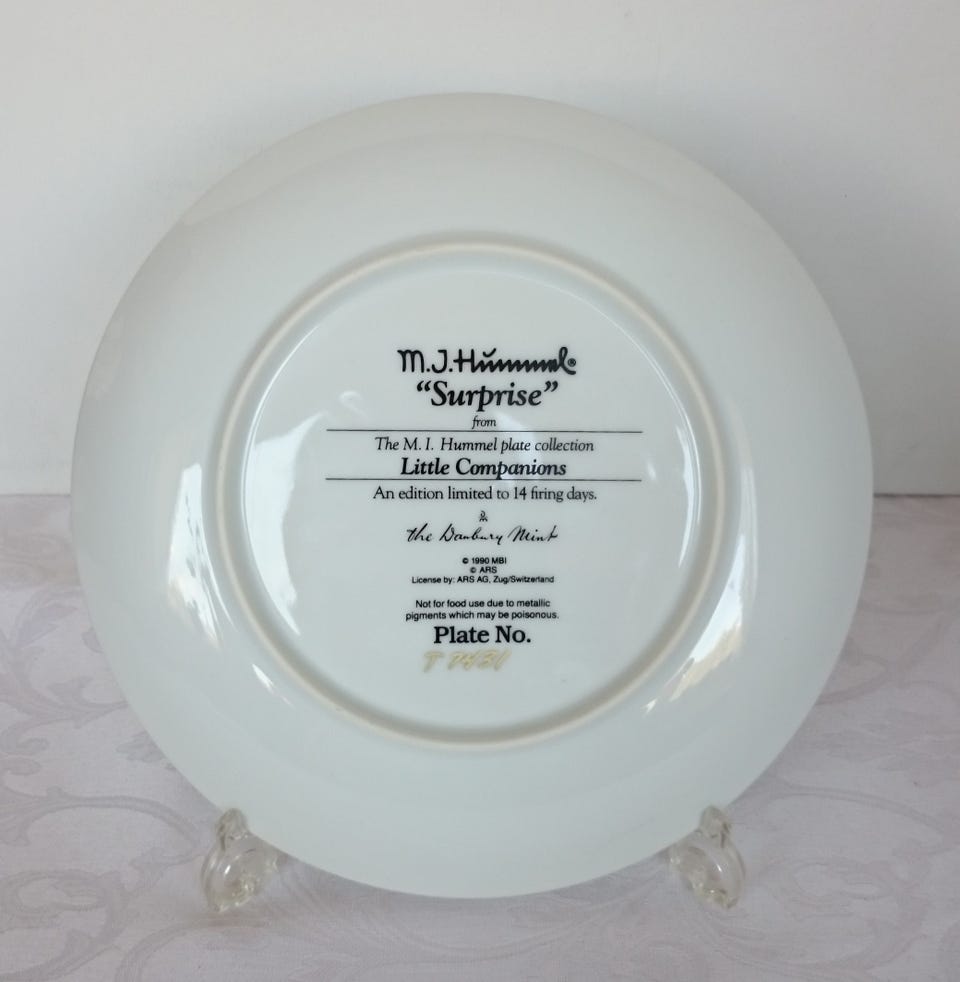 M.J.Hummel®
“Surprise”
from
The M. I. Hummel plate collection
Little Companions
An edition limited to 14 firing days.
the Danbury Mint
© 1990 MBI
© ARS
License by: ARS AG, Zug/Switzerland
Not for food use due to metallic
pigments which may be poisonous.
Plate No.